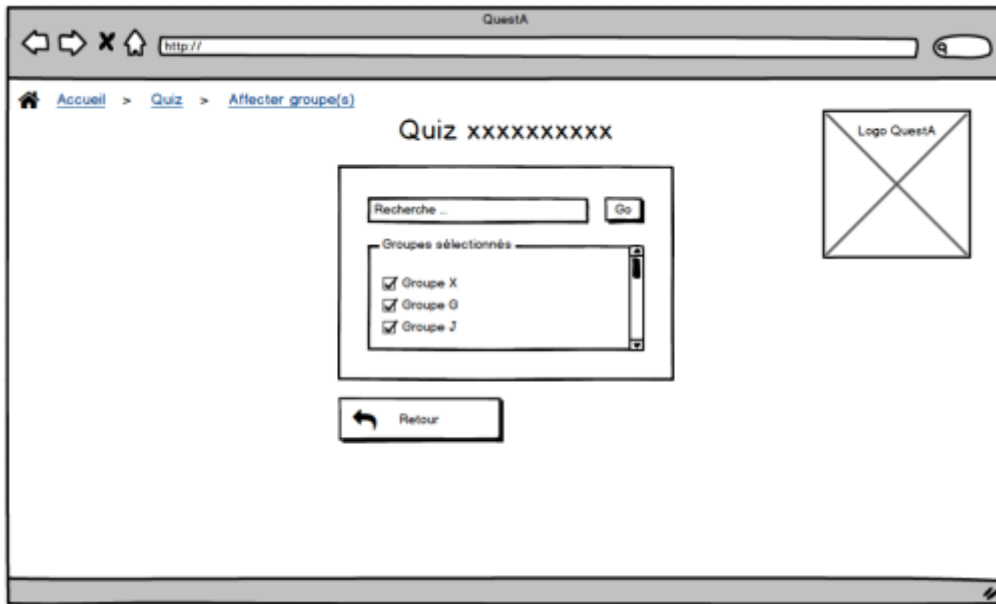 QuestA
http://
Accueil > Quiz > Affecter groupe(s)
Quiz xxxxxxxxxx
Logo QuestA
Recherche ... Go
Groupes sélectionnés
Groupe X
Groupe G
Groupe J
Retour